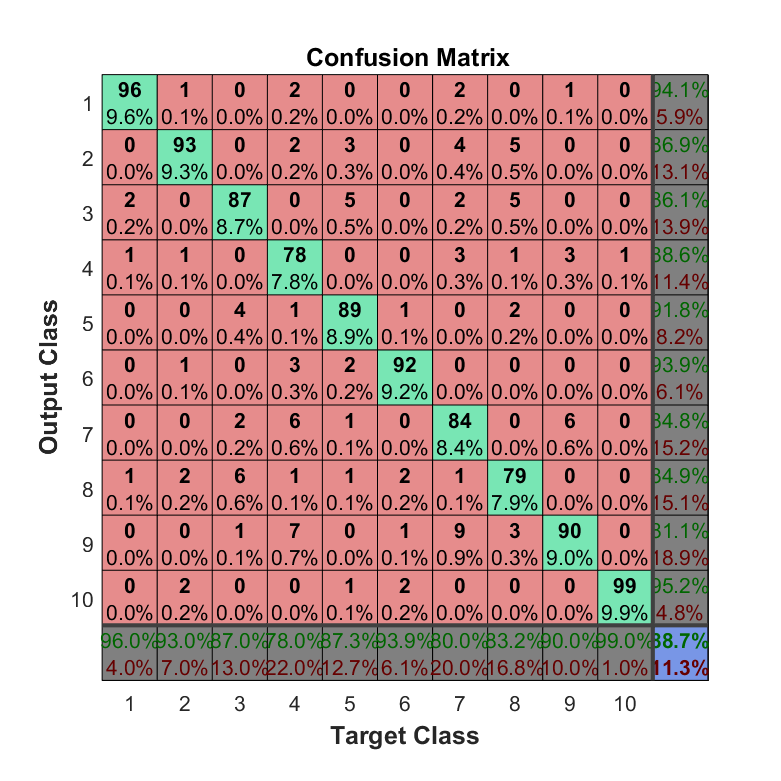 Confusion Matrix
1 96 1 0 2 0 0 2 0 1 0 94.1%
9.6% 0.1% 0.0% 0.2% 0.0% 0.0% 0.2% 0.0% 0.1% 0.0% 5.9%
2 0 93 0 2 3 0 4 5 0 0 86.9%
0.0% 9.3% 0.0% 0.2% 0.3% 0.0% 0.4% 0.5% 0.0% 0.0% 13.1%
3 2 0 87 0 5 0 2 5 0 0 86.1%
0.2% 0.0% 8.7% 0.0% 0.5% 0.0% 0.2% 0.5% 0.0% 0.0% 13.9%
4 1 1 0 78 0 0 3 1 3 1 88.6%
0.1% 0.1% 0.0% 7.8% 0.0% 0.0% 0.3% 0.1% 0.3% 0.1% 11.4%
5 0 0 4 1 89 1 0 2 0 0 91.8%
0.0% 0.0% 0.4% 0.1% 8.9% 0.1% 0.0% 0.2% 0.0% 0.0% 8.2%
6 0 1 0 3 2 92 0 0 0 0 93.9%
0.0% 0.1% 0.0% 0.3% 0.2% 9.2% 0.0% 0.0% 0.0% 0.0% 6.1%
7 0 0 2 6 1 0 84 0 6 0 84.8%
0.0% 0.0% 0.2% 0.6% 0.1% 0.0% 8.4% 0.0% 0.6% 0.0% 15.2%
8 1 2 6 1 1 2 1 79 0 0 84.9%
0.1% 0.2% 0.6% 0.1% 0.1% 0.2% 0.1% 7.9% 0.0% 0.0% 15.1%
9 0 0 1 7 0 1 9 3 90 0 81.1%
0.0% 0.0% 0.1% 0.7% 0.0% 0.1% 0.9% 0.3% 9.0% 0.0% 18.9%
10 0 2 0 0 1 2 0 0 0 99 95.2%
0.0% 0.2% 0.0% 0.0% 0.1% 0.2% 0.0% 0.0% 0.0% 9.9% 4.8%
96.0% 93.0% 87.0% 78.0% 87.3% 93.9% 80.0% 83.2% 90.0% 99.0% 88.7%
4.0% 7.0% 13.0% 22.0% 12.7% 6.1% 20.0% 16.8% 10.0% 1.0% 11.3%
1 2 3 4 5 6 7 8 9 10
Target Class
Output Class